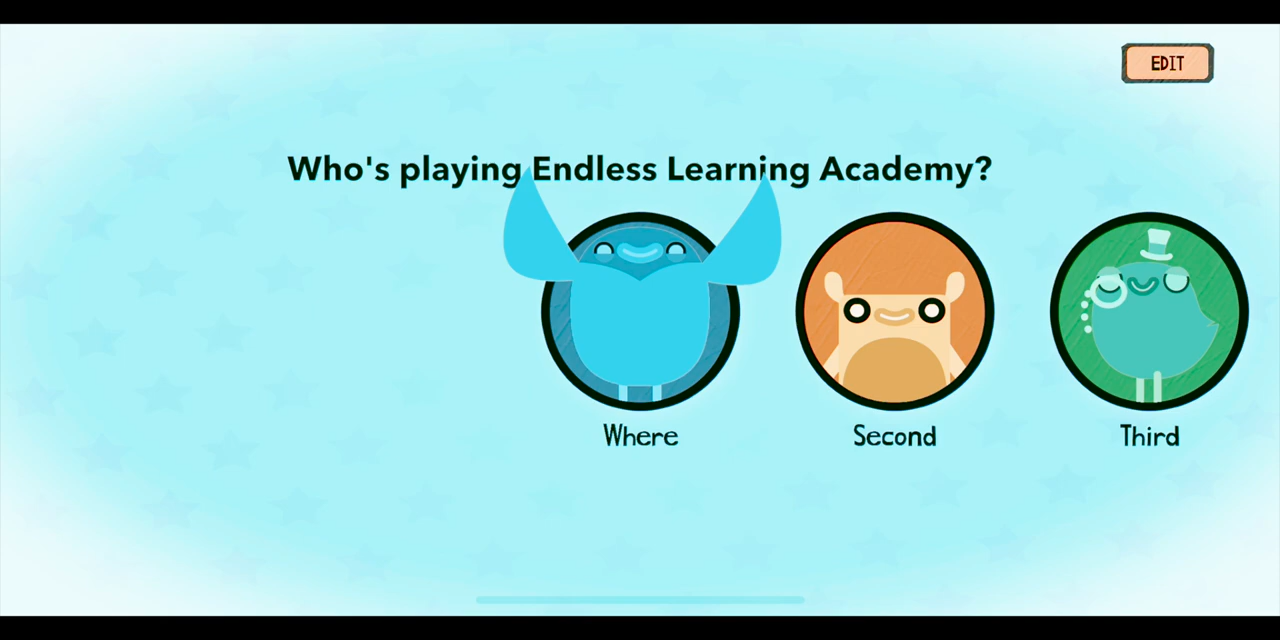 EDIT
Who's playing Endless Learning Academy?
Where
Second
Third